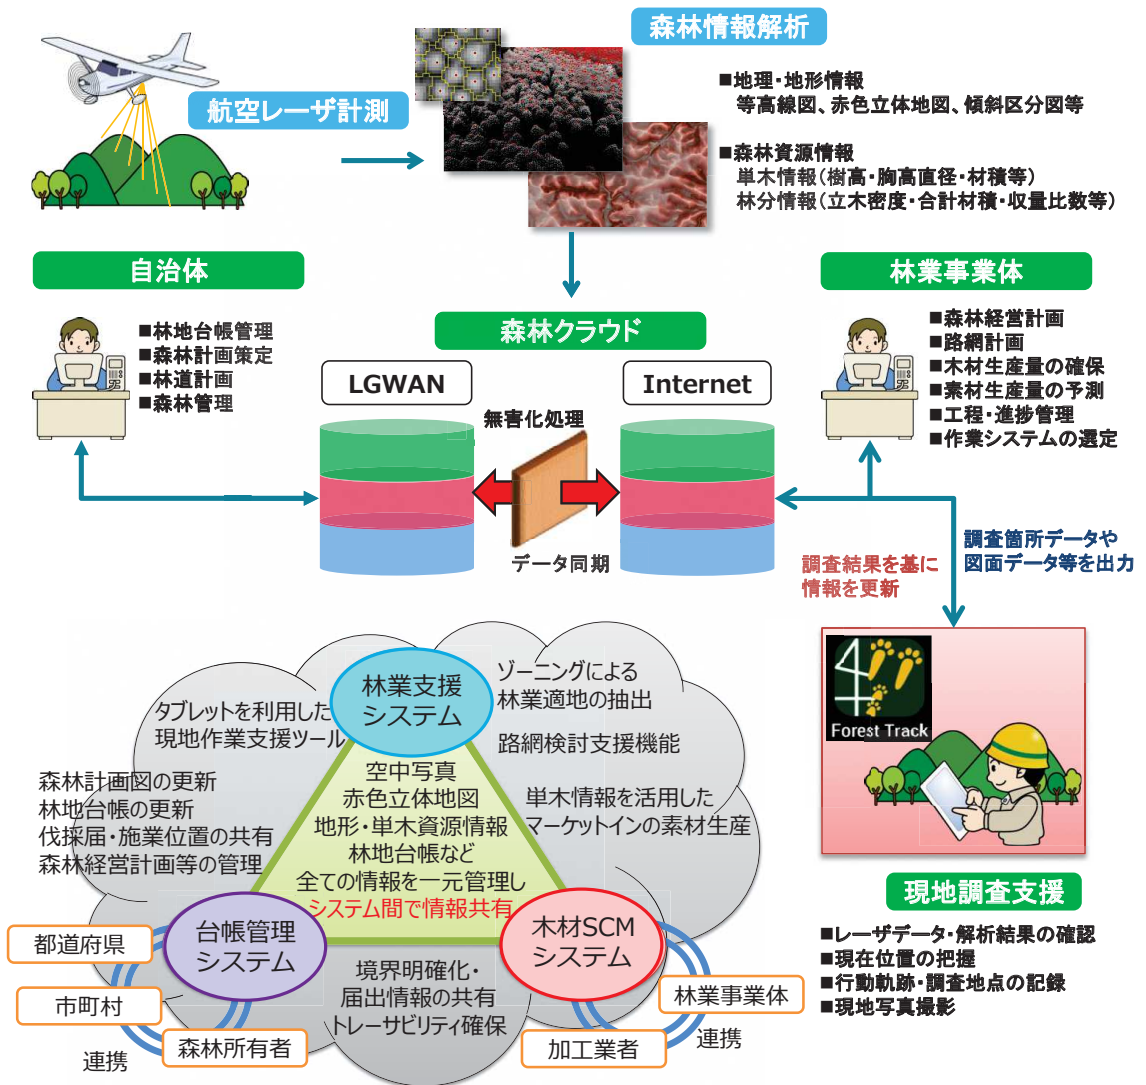 森林情報解析
航空レーザ計測
■地理・地形情報
等高線図、赤色立体地図、傾斜区分図等
■森林資源情報
単木情報(樹高・胸高直径・材積等)
林分情報(立木密度・合計材積・収量比数等)
自治体
■林地台帳管理
■森林計画策定
■林道計画
■森林管理
森林クラウド
LGWAN
Internet
無害化処理
データ同期
林業事業体
■森林経営計画
■路網計画
■木材生産量の確保
■素材生産量の予測
■工程・進捗管理
■作業システムの選定
調査結果を基に
情報を更新
調査箇所データや
図面データ等を出力
Forest Track
現地調査支援
■レーザデータ・解析結果の確認
■現在位置の把握
■行動軌跡・調査地点の記録
■現地写真撮影
林業支援
システム
タブレットを利用した
現地作業支援ツール
ゾーニングによる
林業適地の抽出
路網検討支援機能
単木情報を活用した
マーケットインの素材生産
森林計画図の更新
林地台帳の更新
伐採届・施業位置の共有
森林経営計画等の管理
空中写真
赤色立体地図
地形・単木資源情報
林地台帳など
全ての情報を一元管理し
システム間で情報共有
台帳管理
システム
木材SCM
システム
境界明確化・
届出情報の共有
トレーサビリティ確保
都道府県
市町村
森林所有者
連携
林業事業体
加工業者
連携